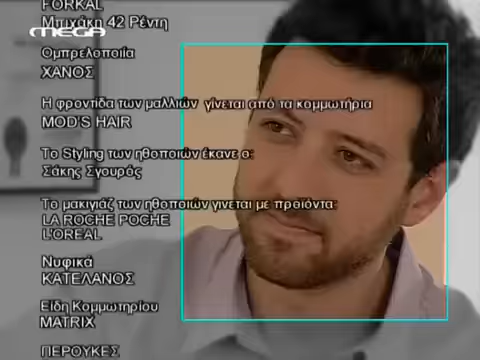 FORKAL
Μπιχάκη 42 Ρέντη
MEGA
Ομπρελοποιία
ΧΑΝΟΣ
Η φροντίδα των μαλλιών γίνεται από τα κομμωτήρια
MOD'S HAIR
Το Styling των ηθοποιών έκανε ο:
Σάκης Σγουρός
Το μακιγιάζ των ηθοποιών γινεται με προϊόντα:
LA ROCHE POCHE
L'OREAL
Νυφικά
ΚΑΤΕΛΑΝΟΣ
Είδη Κομμωτηρίου
MATRIX
ΠΕΡΟΥΚΕΣ